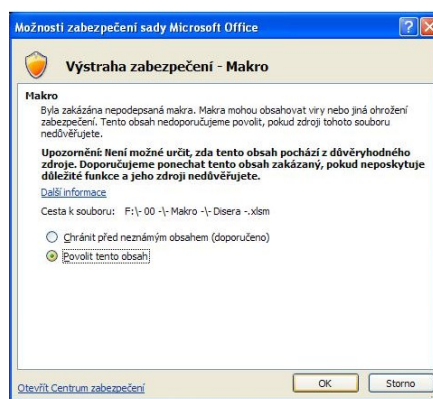 Možnosti zabezpečení sady Microsoft Office
Výstraha zabezpečení - Makro
Makro
Byla zakázána nepodepsaná makra. Makra mohou obsahovat viry nebo jiná ohrožení
zabezpečení. Tento obsah nedoporučujeme povolit, pokud zdroji tohoto souboru
nedůvěřujete.
Upozornění: Není možné určit, zda tento obsah pochází z důvěryhodného
zdroje. Doporučujeme ponechat tento obsah zakázaný, pokud neposkytuje
důležité funkce a jeho zdroji nedůvěřujete.
Další informace
Cesta k souboru: F:\- 00 -\- Makro -\- Disera -.xlsm
Chránit před neznámým obsahem (doporučeno)
Povolit tento obsah
Otevřít Centrum zabezpečení
OK
Storno